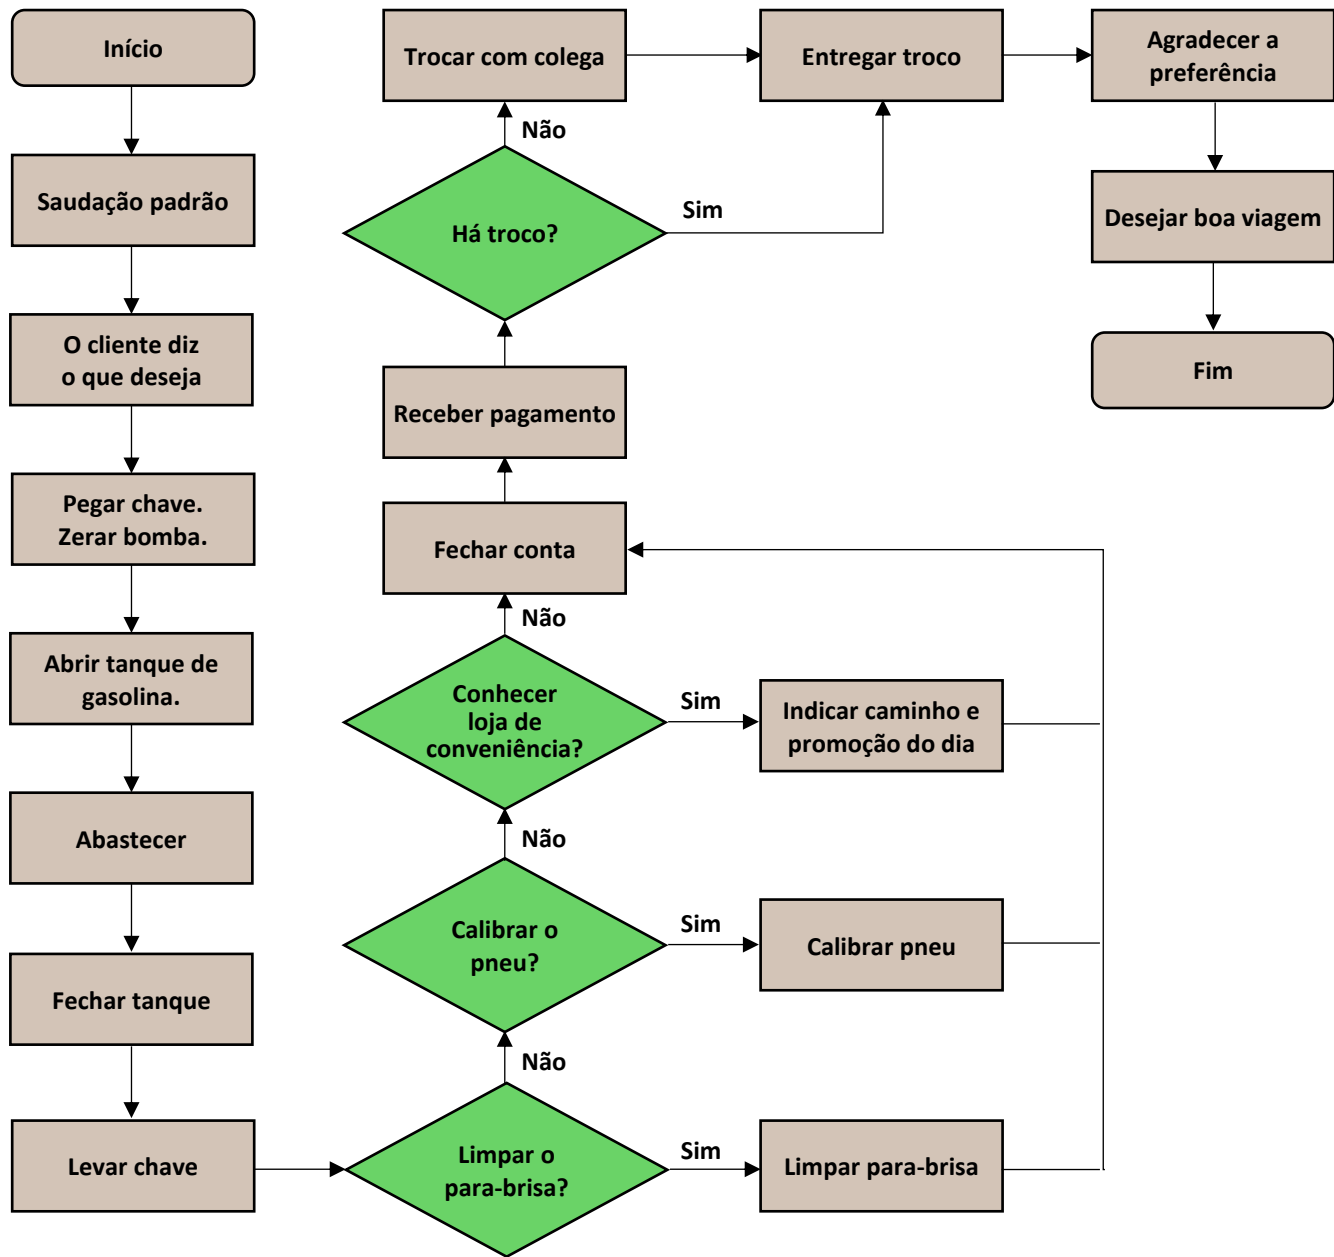 Início
Saudação padrão
O cliente diz
o que deseja
Pegar chave.
Zerar bomba.
Abrir tanque de
gasolina.
Abastecer
Fechar tanque
Levar chave
Limpar o
para-brisa?
Sim
Limpar para-brisa
Não
Calibrar o
pneu?
Sim
Calibrar pneu
Não
Conhecer
loja de
conveniência?
Sim
Indicar caminho e
promoção do dia
Não
Fechar conta
Receber pagamento
Há troco?
Sim
Não
Trocar com colega
Entregar troco
Agradecer a
preferência
Desejar boa viagem
Fim